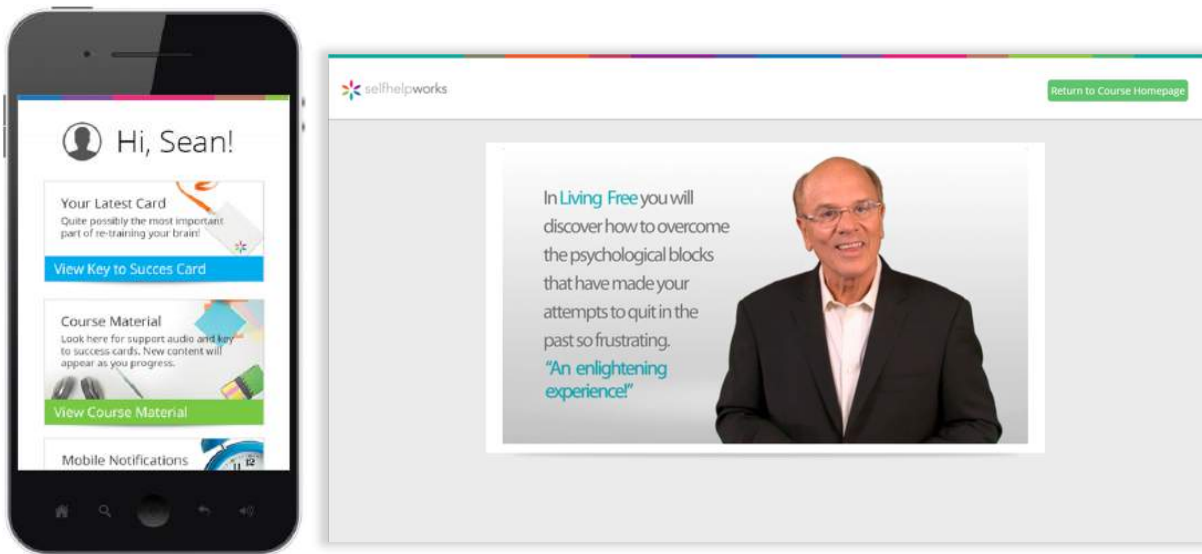 Hi, Sean!
Your Latest Card
Quite possibly the most important
part of re-training your brain!
View Key to Succes Card
Course Material
Look here for support audio and key
to success cards. New content will
appear as you progress.
View Course Material
Mobile Notifications
11 12
selfhelpworks
Return to Course Homepage
In Living Free you will
discover how to overcome
the psychological blocks
that have made your
attempts to quit in the
past so frustrating.
"An enlightening
experience!"